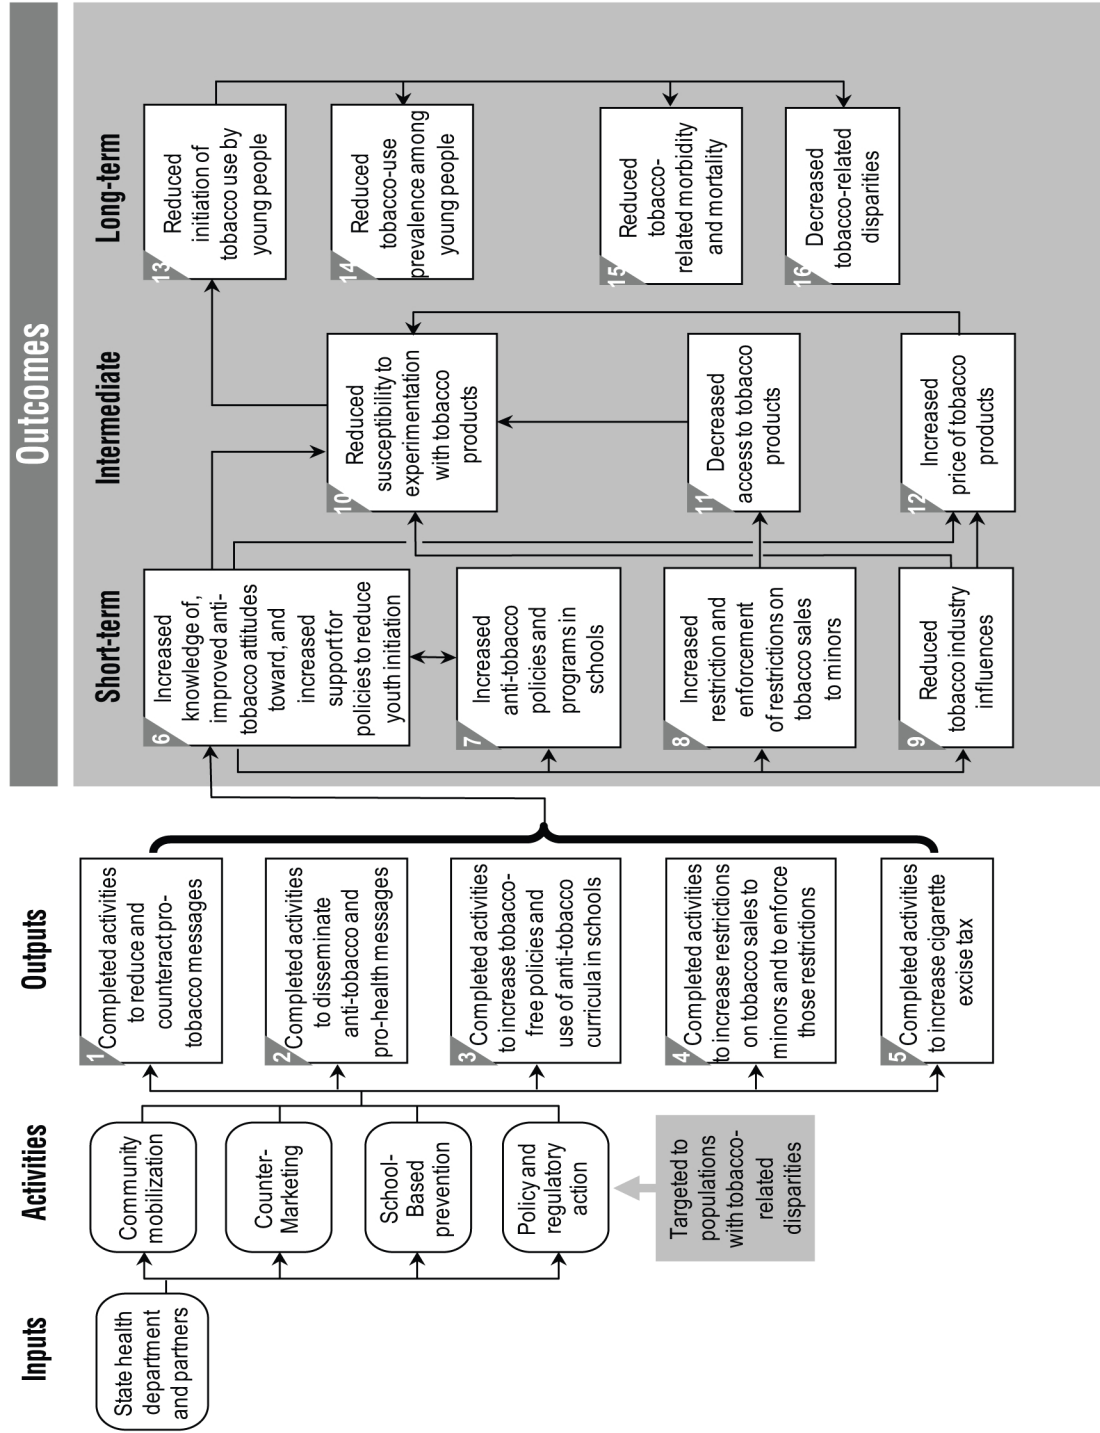 Outcomes
Inputs
Activities
Outputs
Short-term
Intermediate
Long-term
State health
department
and partners
Community
mobilization
Counter-
Marketing
School-
Based
prevention
Policy and
regulatory
action
Targeted to
populations
with tobacco-
related
disparities
1
Completed activities
to reduce and
counteract pro-
tobacco messages
2
Completed activities
to disseminate
anti-tobacco and
pro-health messages
3
Completed activities
to increase tobacco-
free policies and
use of anti-tobacco
curricula in schools
4
Completed activities
to increase restrictions
on tobacco sales to
minors and to enforce
those restrictions
5
Completed activities
to increase cigarette
excise tax
6
Increased
knowledge of,
improved anti-
tobacco attitudes
toward, and
increased
support for
policies to reduce
youth initiation
7
Increased
anti-tobacco
policies and
programs in
schools
8
Increased
restriction and
enforcement
of restrictions on
tobacco sales
to minors
9
Reduced
tobacco industry
influences
10
Reduced
susceptibility to
experimentation
with tobacco
products
11
Decreased
access to tobacco
products
12
Increased
price of tobacco
products
13
Reduced
initiation of
tobacco use by
young people
14
Reduced
tobacco-use
prevalence among
young people
15
Reduced
tobacco-
related morbidity
and mortality
16
Decreased
tobacco-related
disparities